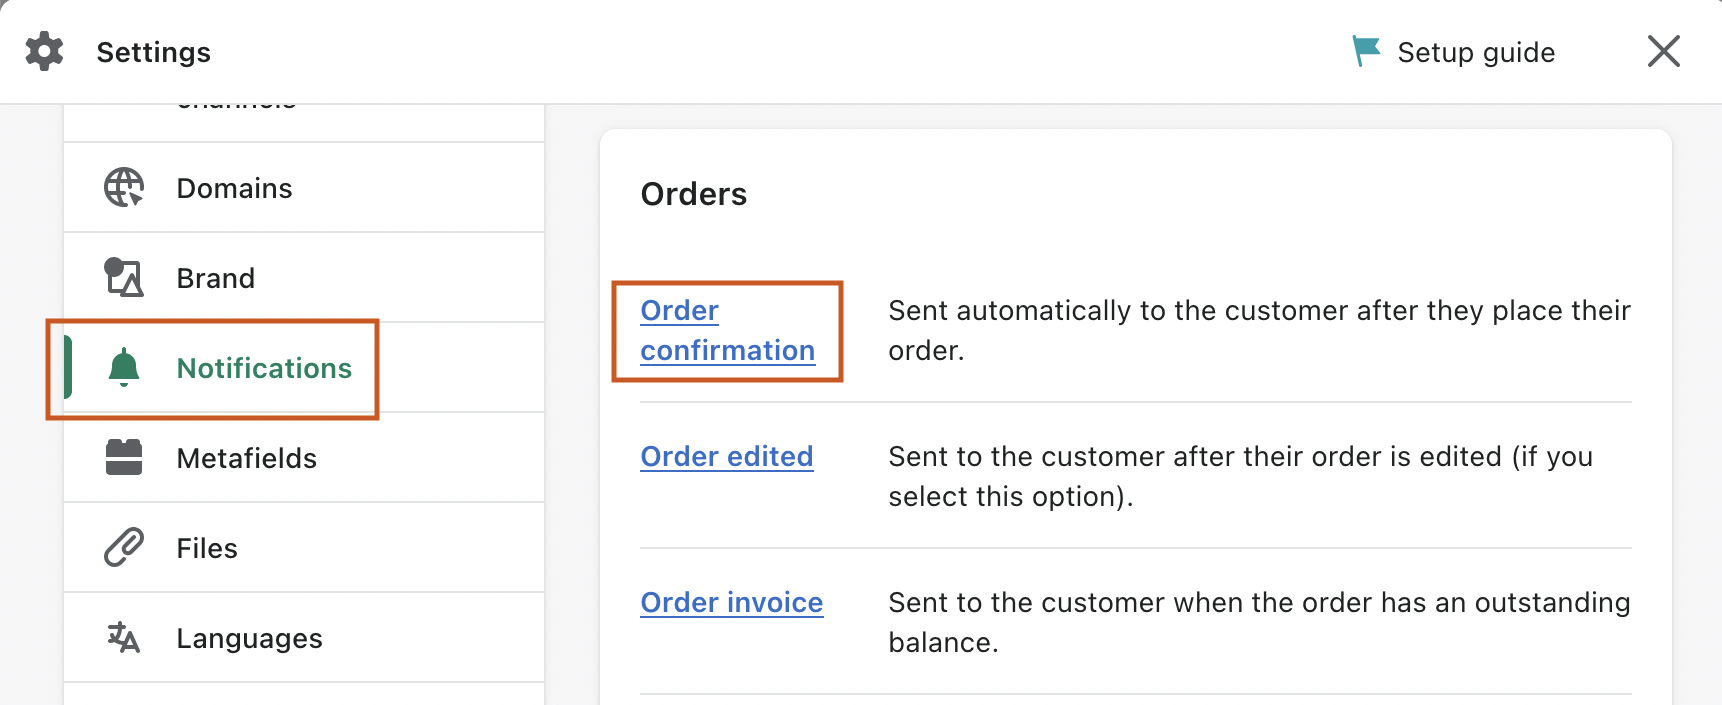 Settings
Setup guide
channels
Domains
Brand
Notifications
Metafields
Files
Languages
Orders
Order
confirmation
Sent automatically to the customer after they place their
order.
Order edited
Sent to the customer after their order is edited (if you
select this option).
Order invoice
Sent to the customer when the order has an outstanding
balance.